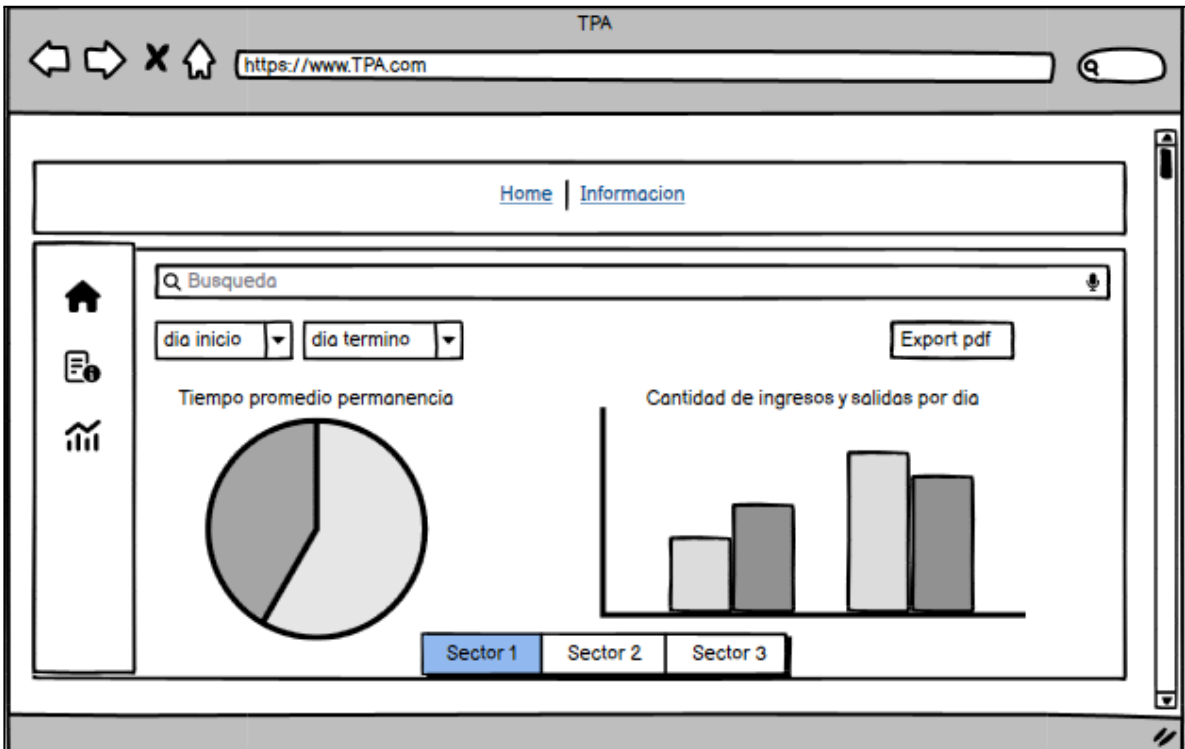 TPA
https://www.TPA.com
Home | Informacion
Busqueda
dia inicio dia termino Export pdf
Tiempo promedio permanencia Cantidad de ingresos y salidas por dia
Sector 1 Sector 2 Sector 3